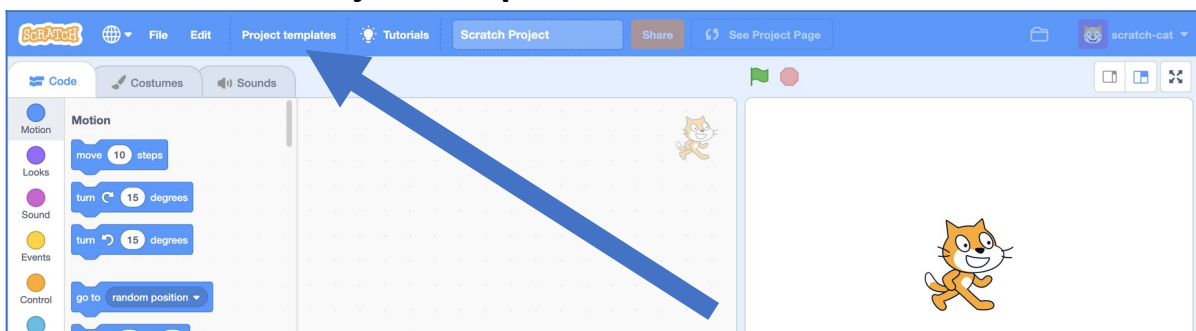 SCRATCH File Edit Project templates Tutorials Scratch Project Share See Project Page scratch-cat
Code Costumes Sounds
Motion
Looks
Sound
Events
Control
Motion
move 10 steps
turn 15 degrees
turn 15 degrees
go to random position